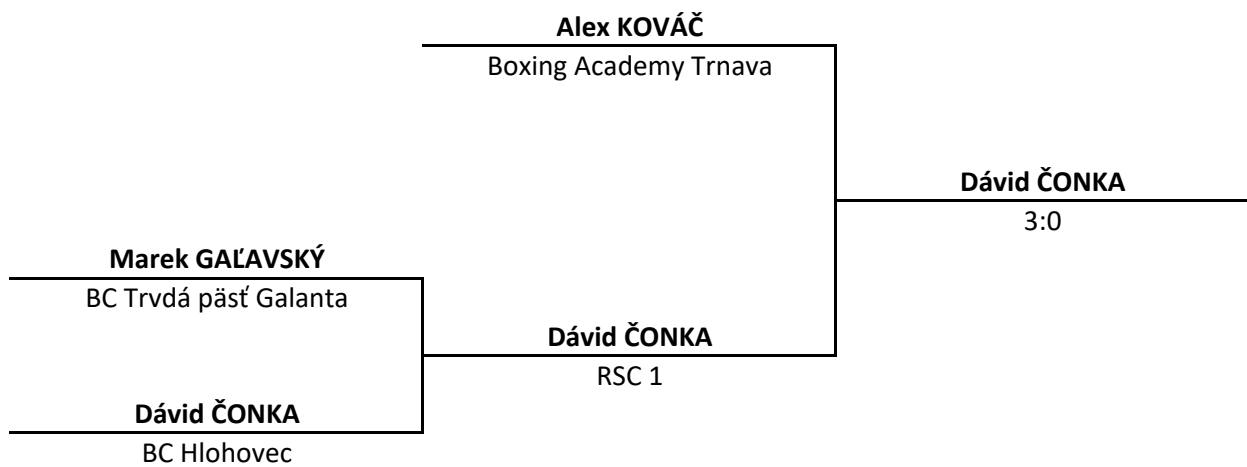 Alex KOVÁČ
Boxing Academy Trnava
Dávid ČONKA
3:0
Marek GAĽAVSKÝ
BC Trvdá päsť Galanta
Dávid ČONKA
RSC 1
Dávid ČONKA
BC Hlohovec